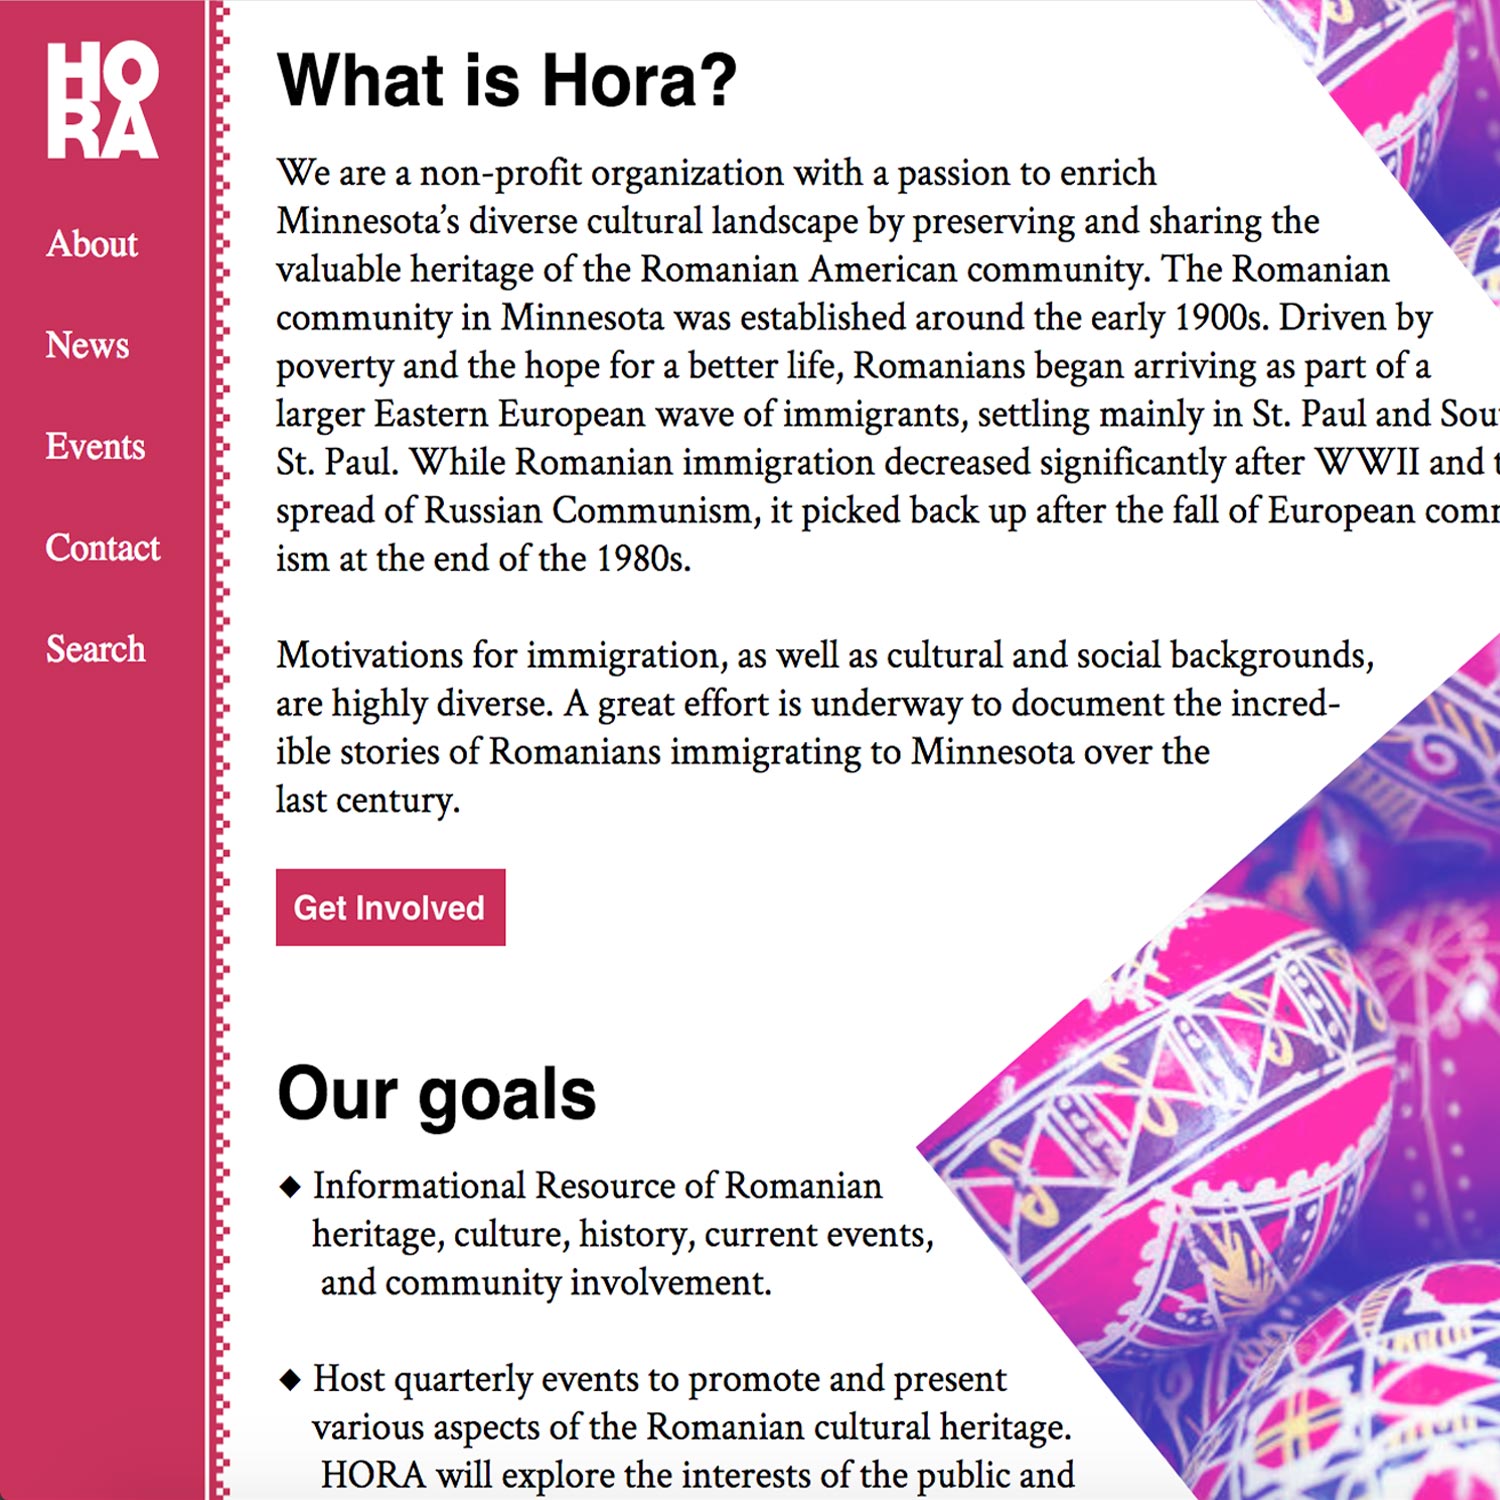 HO
RA
About
News
Events
Contact
Search
What is Hora?
We are a non-profit organization with a passion to enrich
Minnesota’s diverse cultural landscape by preserving and sharing the
valuable heritage of the Romanian American community. The Romanian
community in Minnesota was established around the early 1900s. Driven by
poverty and the hope for a better life, Romanians began arriving as part of a
larger Eastern European wave of immigrants, settling mainly in St. Paul and
St. Paul. While Romanian immigration decreased significantly after WWII and
spread of Russian Communism, it picked back up after the fall of European
ism at the end of the 1980s.
Motivations for immigration, as well as cultural and social backgrounds,
are highly diverse. A great effort is underway to document the incred-
ible stories of Romanians immigrating to Minnesota over the
last century.
Get Involved
Our goals
◆ Informational Resource of Romanian
heritage, culture, history, current events,
and community involvement.
◆ Host quarterly events to promote and present
various aspects of the Romanian cultural heritage.
HORA will explore the interests of the public and